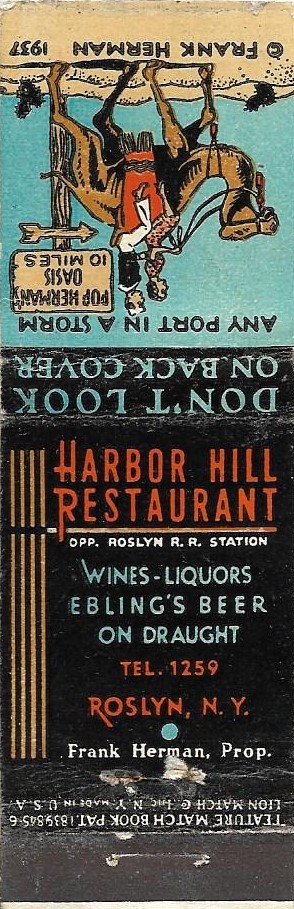 DON'T LOOK
ON BACK COVER
ANY PORT IN A STORM
POP HERMAN'S
OASIS
10 MILES
© FRANK HERMAN 1937
HARBOR HILL
RESTAURANT
OPP. ROSLYN R.R. STATION
WINES-LIQUORS
EBLING'S BEER
ON DRAUGHT
TEL. 1259
ROSLYN, N.Y.
Frank Herman, Prop.
FEATURE MATCH BOOK PAT. 1839845-6
LION MATCH CO. INC. N.Y. MADE IN U.S.A.